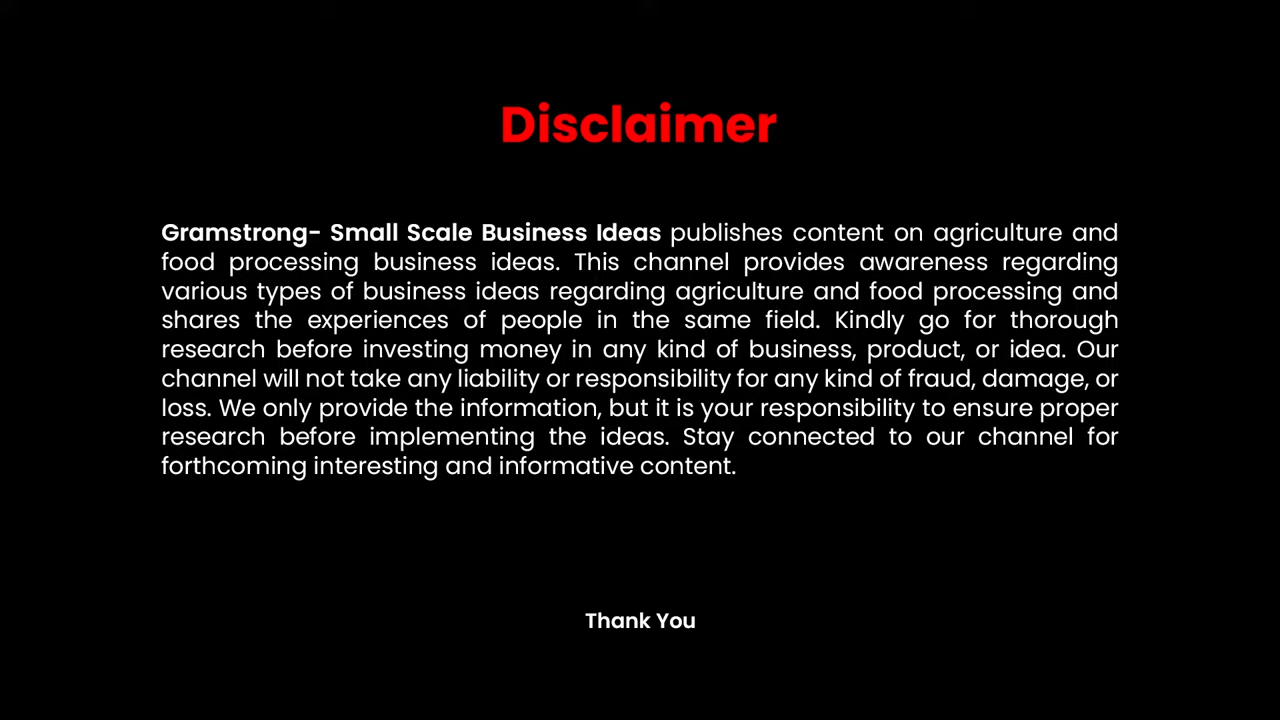 Disclaimer
Gramstrong- Small Scale Business Ideas publishes content on agriculture and
food processing business ideas. This channel provides awareness regarding
various types of business ideas regarding agriculture and food processing and
shares the experiences of people in the same field. Kindly go for thorough
research before investing money in any kind of business, product, or idea. Our
channel will not take any liability or responsibility for any kind of fraud, damage, or
loss. We only provide the information, but it is your responsibility to ensure proper
research before implementing the ideas. Stay connected to our channel for
forthcoming interesting and informative content.
Thank You